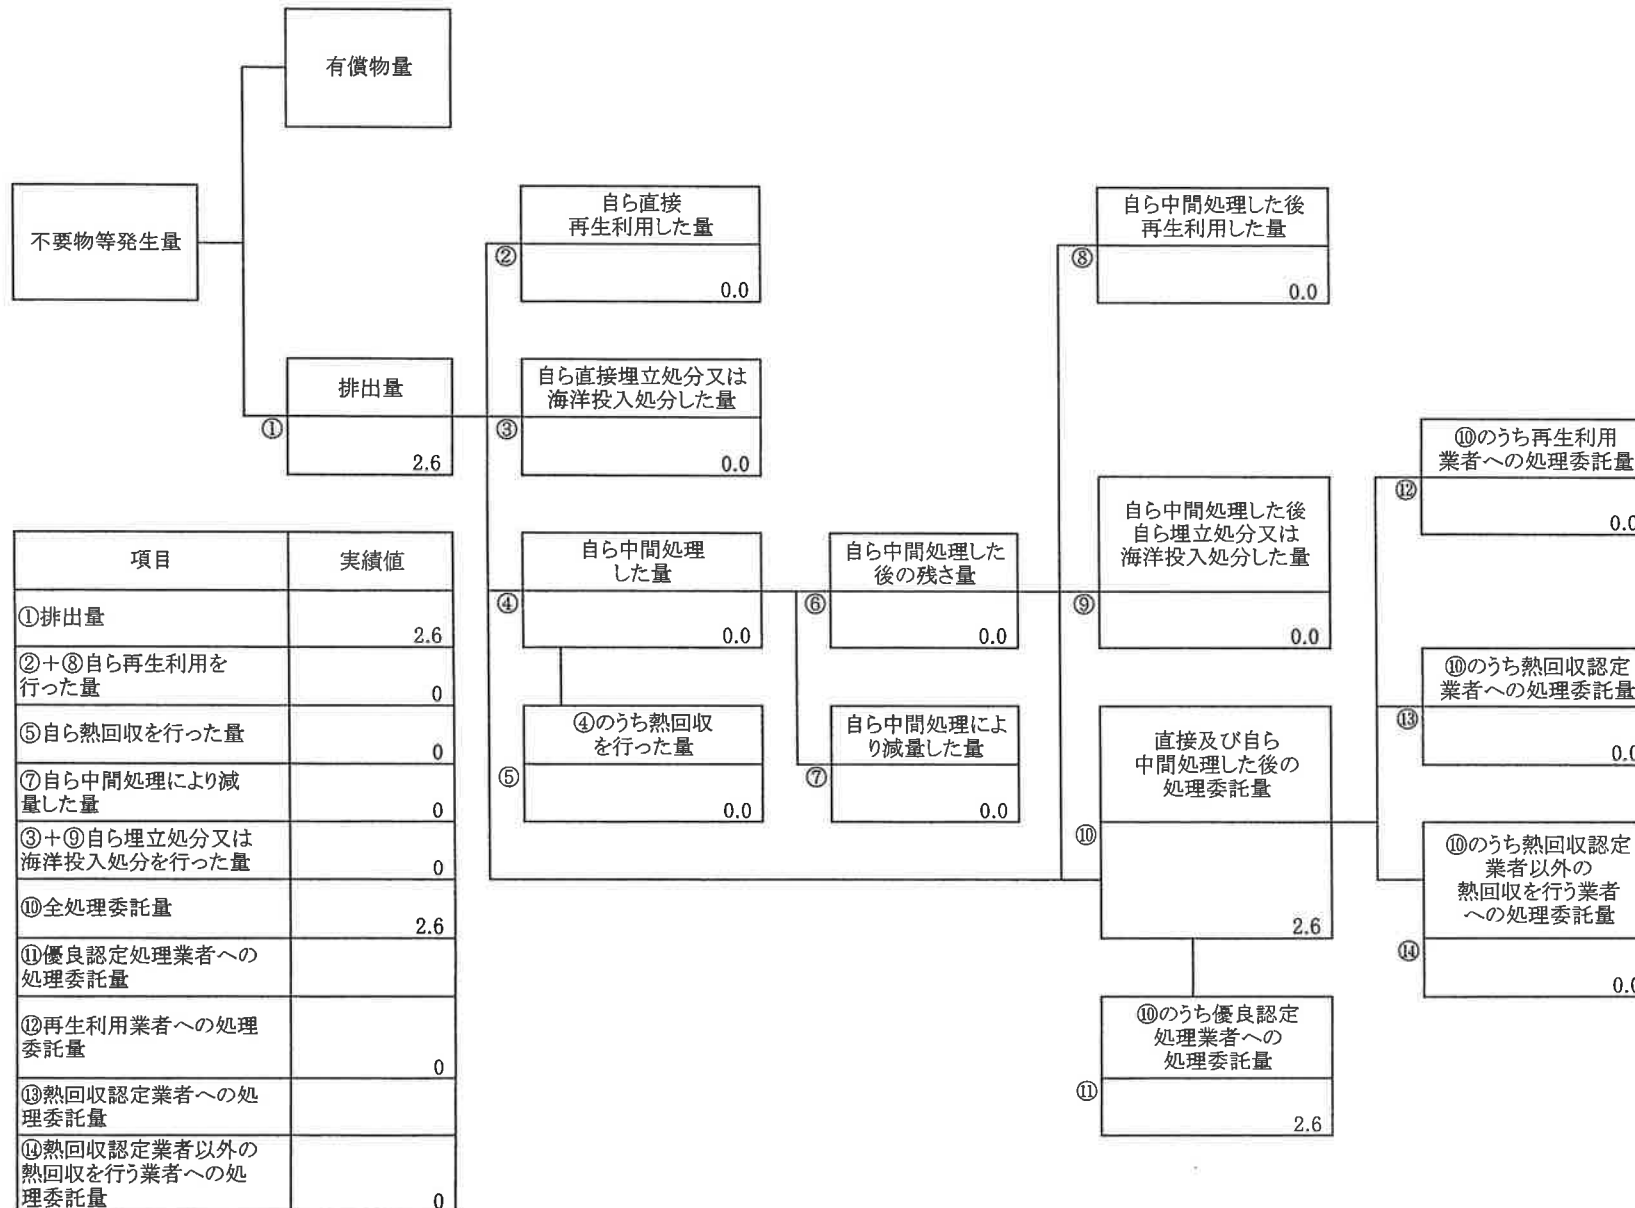 有償物量
不要物等発生量
排出量
①
2.6
自ら直接
再生利用した量
②
0.0
自ら直接埋立処分又は
海洋投入処分した量
③
0.0
自ら中間処理
した量
④
0.0
④のうち熱回収
を行った量
⑤
0.0
自ら中間処理した
後の残さ量
⑥
0.0
自ら中間処理によ
り減量した量
⑦
0.0
自ら中間処理した後
再生利用した量
⑧
0.0
自ら中間処理した後
自ら埋立処分又は
海洋投入処分した量
⑨
0.0
直接及び自ら
中間処理した後の
処理委託量
⑩
2.6
⑩のうち優良認定
処理業者への
処理委託量
⑪
2.6
⑩のうち再生利用
業者への処理委託量
⑫
0.0
⑩のうち熱回収認定
業者への処理委託量
⑬
0.0
⑩のうち熱回収認定
業者以外の
熱回収を行う業者
への処理委託量
⑭
0.0
項目 実績値
①排出量
2.6
②+⑧自ら再生利用を
行った量
0
⑤自ら熱回収を行った量
0
⑦自ら中間処理により減
量した量
0
③+⑨自ら埋立処分又は
海洋投入処分を行った量
0
⑩全処理委託量
2.6
⑪優良認定処理業者への
処理委託量
⑫再生利用業者への処理
委託量
0
⑬熱回収認定業者への処
理委託量
⑭熱回収認定業者以外の
熱回収を行う業者への処
理委託量
0